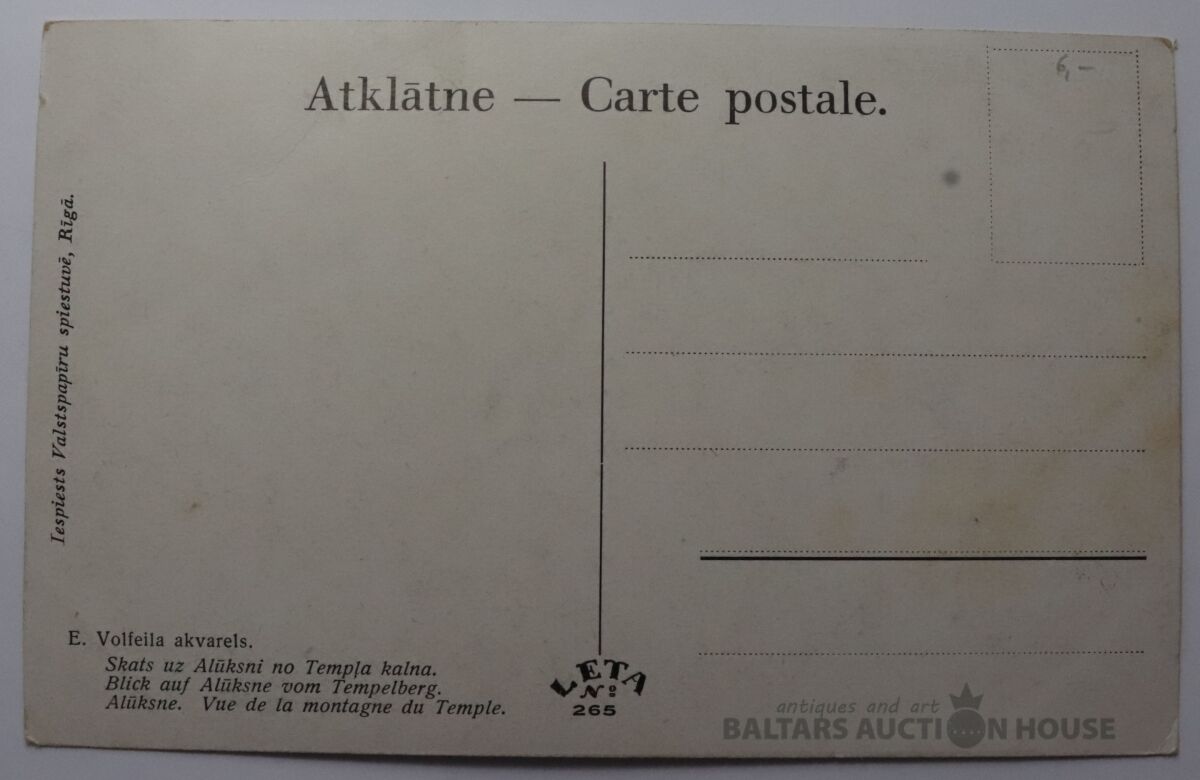 Atklātne — Carte postale.
6,—
Iespiests Valstspapīru spiestuvē, Rīgā.
E. Volfeila akvarels.
Skats uz Alūksni no Tempļa kalna.
Blick auf Alūksne vom Tempelberg.
Alūksne. Vue de la montagne du Temple.
LETA
№
265
antiques and art
BALTARS AUCTION HOUSE